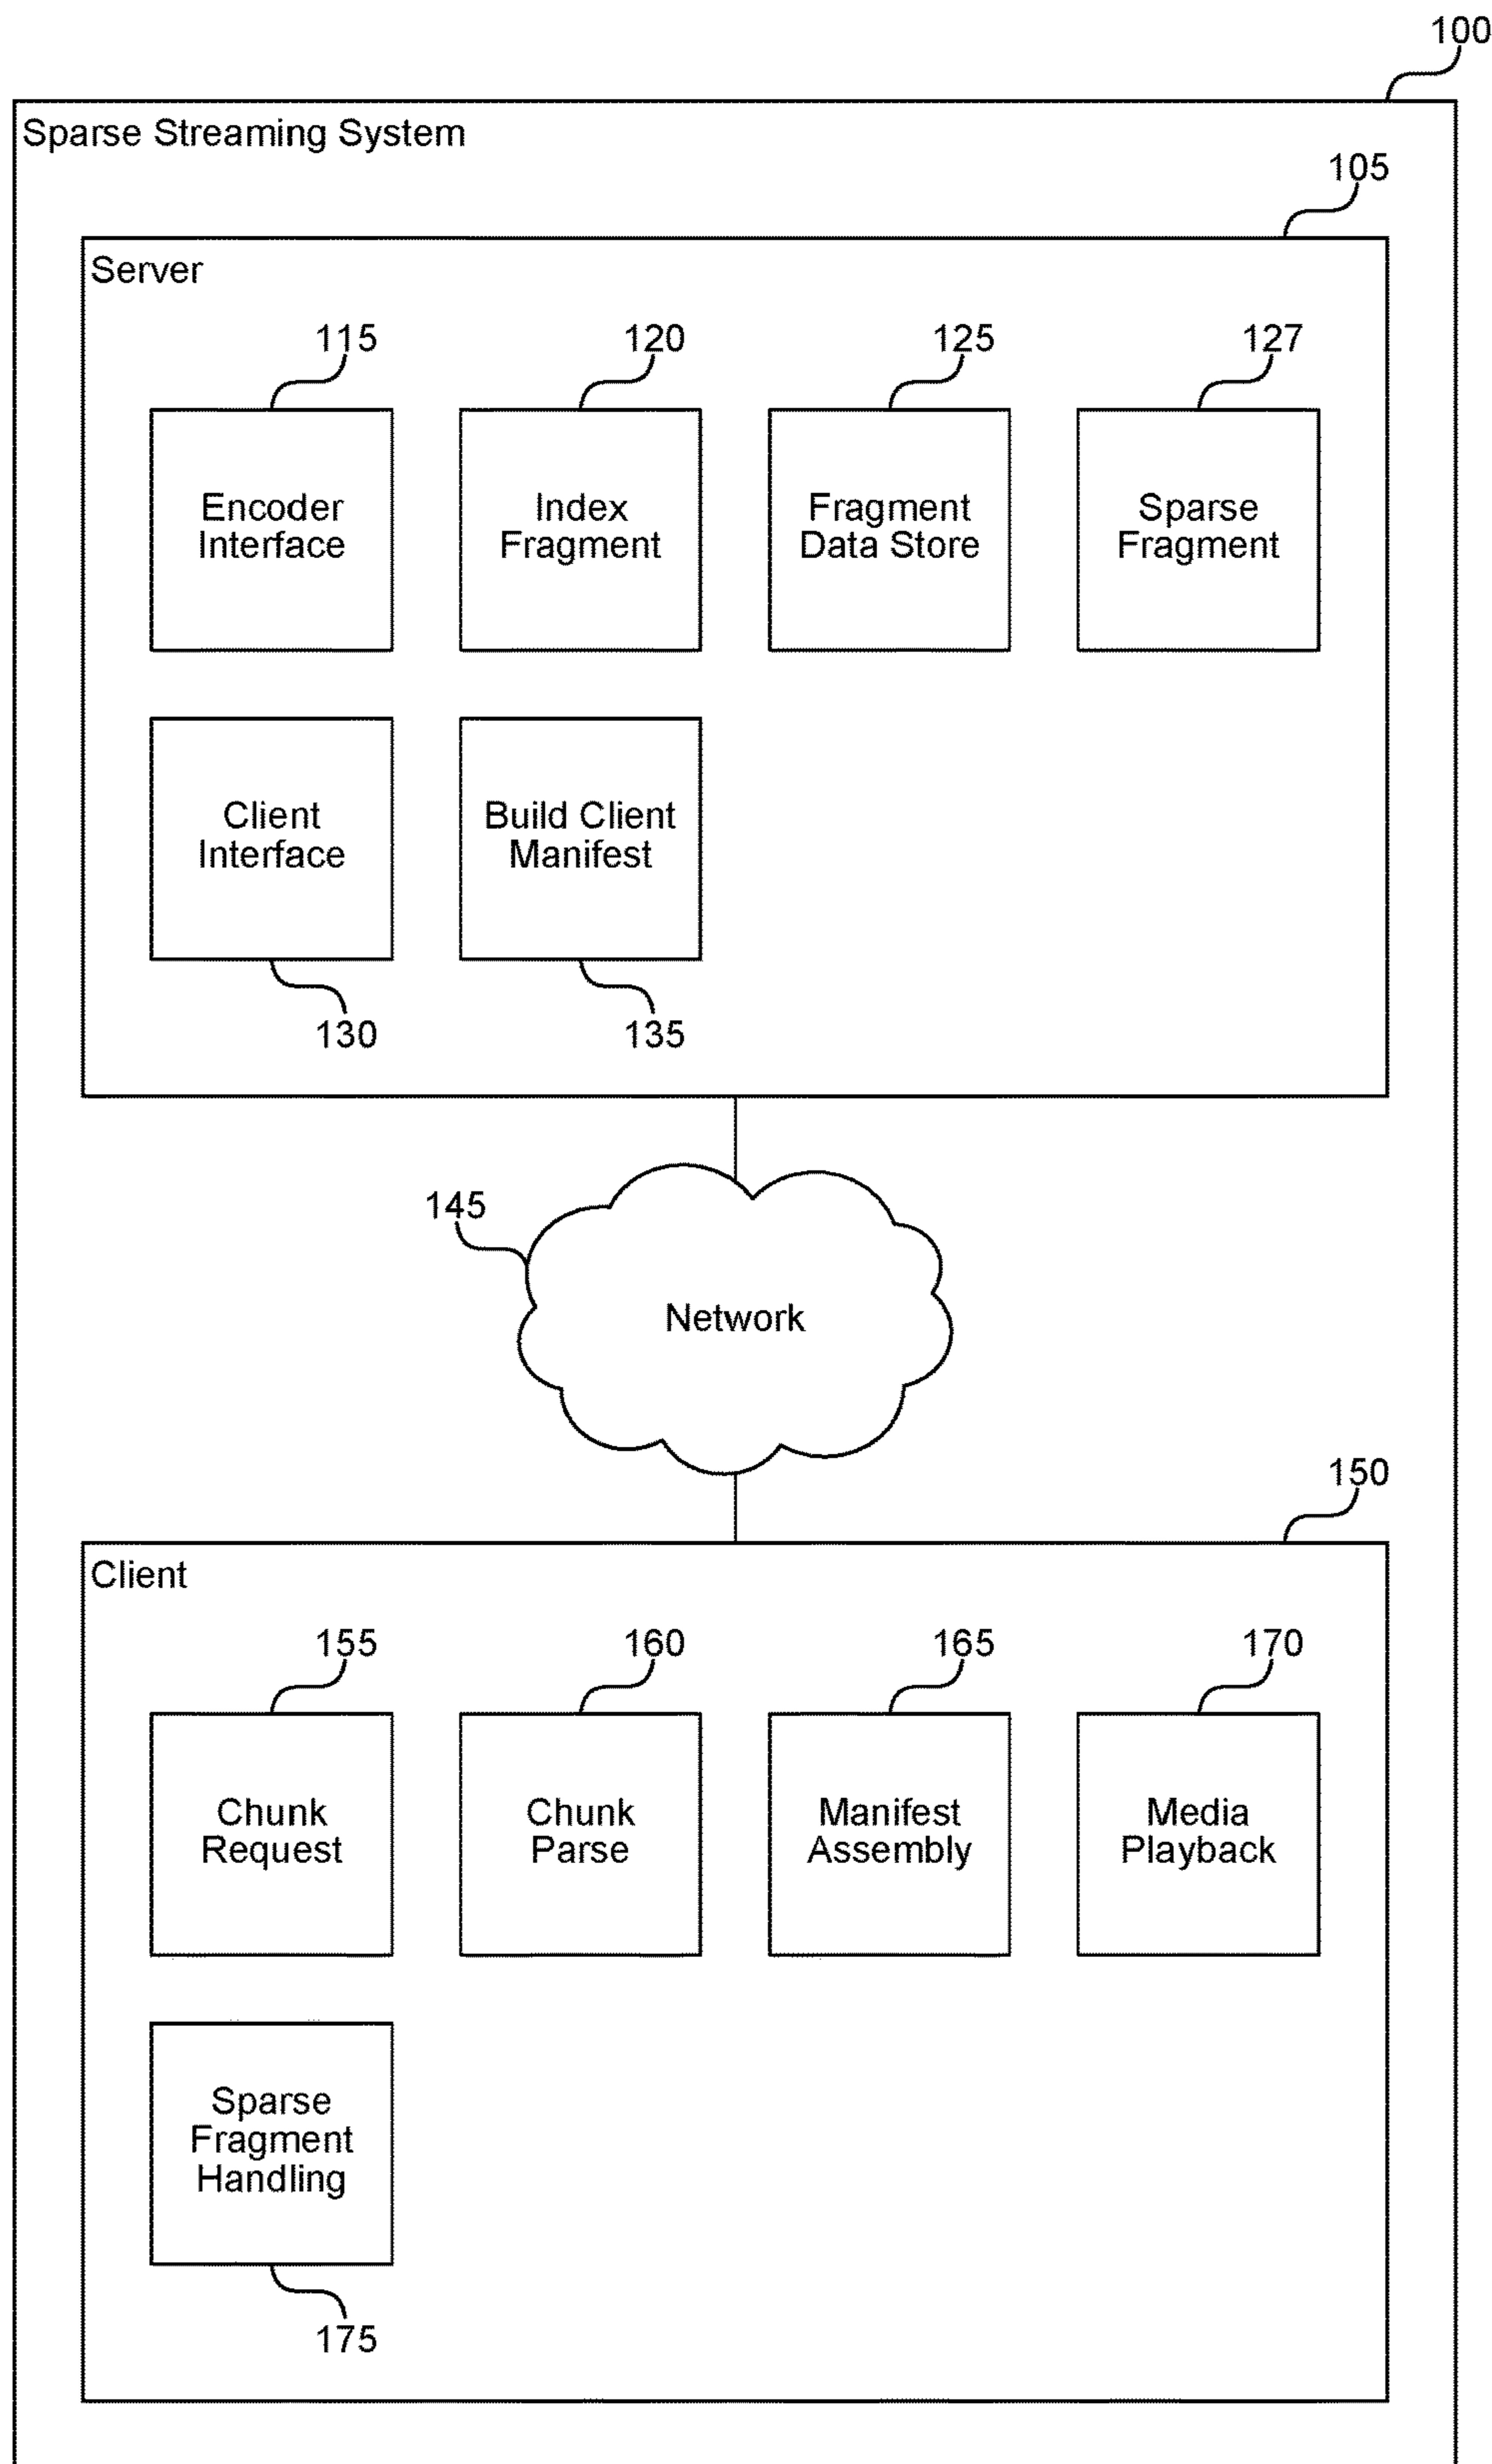 100
Sparse Streaming System
105
Server
115
120
125
127
Encoder
Interface
Index
Fragment
Fragment
Data Store
Sparse
Fragment
Client
Interface
Build Client
Manifest
130
135
145
Network
150
Client
155
160
165
170
Chunk
Request
Chunk
Parse
Manifest
Assembly
Media
Playback
Sparse
Fragment
Handling
175